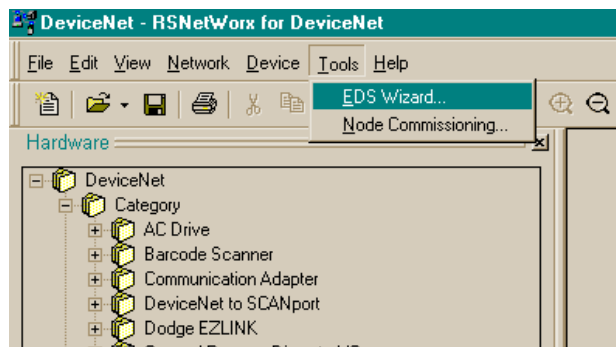 DeviceNet - RSNetWorx for DeviceNet
File Edit View Network Device Tools Help
EDS Wizard...
Node Commissioning...
Hardware
DeviceNet
Category
AC Drive
Barcode Scanner
Communication Adapter
DeviceNet to SCANport
Dodge EZLINK